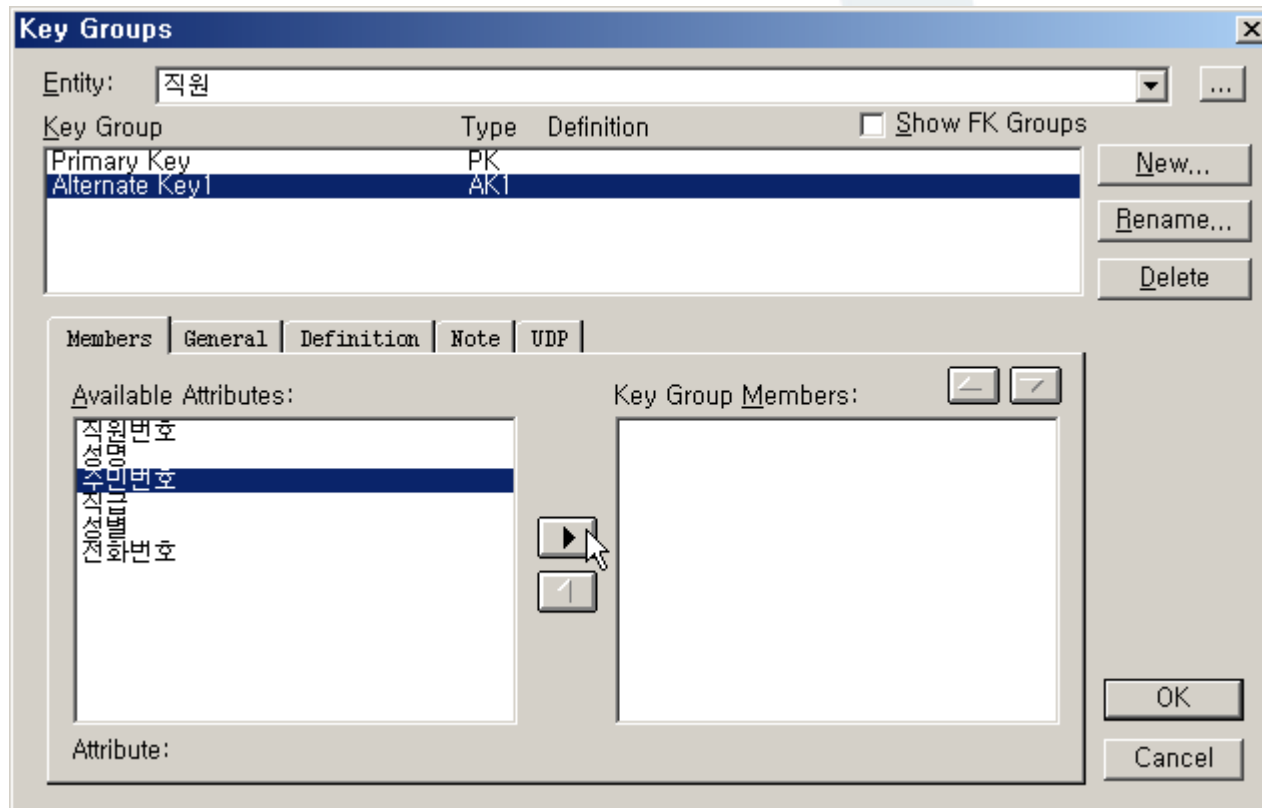 Key Groups
Entity: 직원 ...
Key Group Type Definition Show FK Groups
Primary Key PK
Alternate Key1 AK1
New...
Rename...
Delete
Members General Definition Note UDP
Available Attributes: Key Group Members:
직원번호
성명
주민번호
직급
성별
전화번호
Attribute:
OK
Cancel